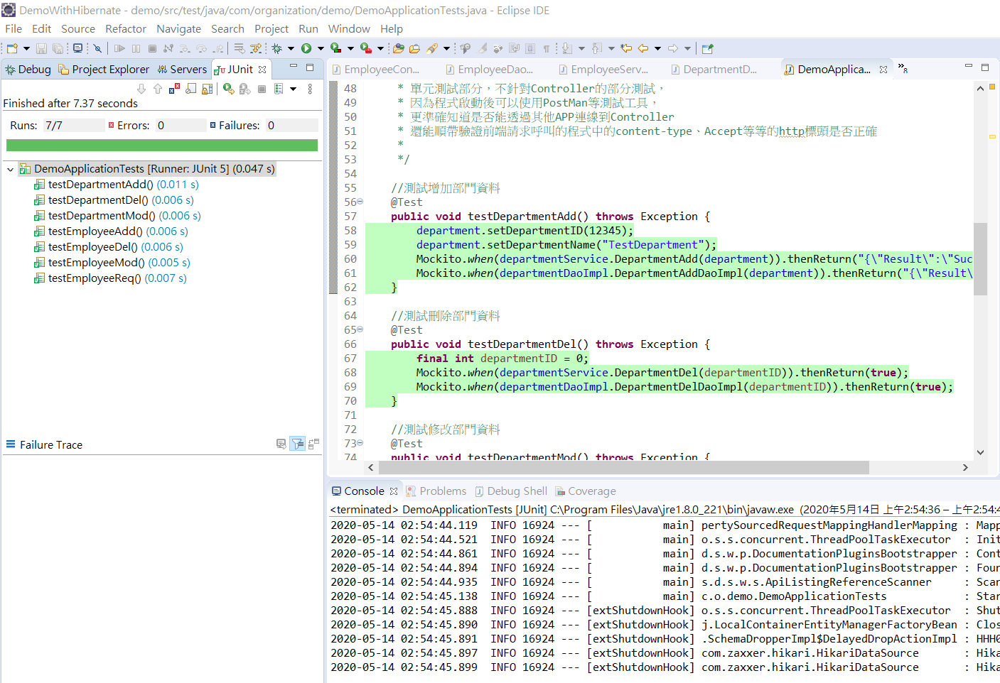 DemoWithHibernate - demo/src/test/java/com/organization/demo/DemoApplicationTests.java - Eclipse IDE
File Edit Source Refactor Navigate Search Project Run Window Help
Debug Project Explorer Servers JUnit
Finished after 7.37 seconds
Runs: 7/7 Errors: 0 Failures: 0
DemoApplicationTests [Runner: JUnit 5] (0.047 s)
testDepartmentAdd() (0.011 s)
testDepartmentDel() (0.006 s)
testDepartmentMod() (0.006 s)
testEmployeeAdd() (0.006 s)
testEmployeeDel() (0.006 s)
testEmployeeMod() (0.005 s)
testEmployeeReq() (0.007 s)
Failure Trace
EmployeeCon... EmployeeDao... EmployeeServ... DepartmentD... DemoApplica... »8
48 * 單元測試部分，不針對Controller的部分測試，
49 * 因為程式啟動後可以使用PostMan等測試工具，
50 * 更準確知道是否能透過其他APP連線到Controller
51 * 還能順帶驗證前端請求呼叫的程式中的content-type、Accept等等的http標頭是否正確
52 *
53 */
54
55 //測試增加部門資料
56 @Test
57 public void testDepartmentAdd() throws Exception {
58 department.setDepartmentID(12345);
59 department.setDepartmentName("TestDepartment");
60 Mockito.when(departmentService.DepartmentAdd(department)).thenReturn("{\"Result\":\"Suc
61 Mockito.when(departmentDaoImpl.DepartmentAddDaoImpl(department)).thenReturn("{\"Result\
62 }
63
64 //測試刪除部門資料
65 @Test
66 public void testDepartmentDel() throws Exception {
67 final int departmentID = 0;
68 Mockito.when(departmentService.DepartmentDel(departmentID)).thenReturn(true);
69 Mockito.when(departmentDaoImpl.DepartmentDelDaoImpl(departmentID)).thenReturn(true);
70 }
71
72 //測試修改部門資料
73 @Test
74 public void testDepartmentMod() throws Exception {
Console Problems Debug Shell Coverage
<terminated> DemoApplicationTests [JUnit] C:\Program Files\Java\jre1.8.0_221\bin\javaw.exe (2020年5月14日 上午2:54:36 – 上午2:54:4
2020-05-14 02:54:44.119 INFO 16924 --- [ main] pertySourcedRequestMappingHandlerMapping : Mapp
2020-05-14 02:54:44.521 INFO 16924 --- [ main] o.s.s.concurrent.ThreadPoolTaskExecutor : Init
2020-05-14 02:54:44.861 INFO 16924 --- [ main] d.s.w.p.DocumentationPluginsBootstrapper : Cont
2020-05-14 02:54:44.894 INFO 16924 --- [ main] d.s.w.p.DocumentationPluginsBootstrapper : Foun
2020-05-14 02:54:44.935 INFO 16924 --- [ main] s.d.s.w.s.ApiListingReferenceScanner : Scan
2020-05-14 02:54:45.138 INFO 16924 --- [ main] c.o.demo.DemoApplicationTests : Star
2020-05-14 02:54:45.888 INFO 16924 --- [extShutdownHook] o.s.s.concurrent.ThreadPoolTaskExecutor : Shut
2020-05-14 02:54:45.890 INFO 16924 --- [extShutdownHook] j.LocalContainerEntityManagerFactoryBean : Clos
2020-05-14 02:54:45.891 INFO 16924 --- [extShutdownHook] .SchemaDropperImpl$DelayedDropActionImpl : HHH0
2020-05-14 02:54:45.897 INFO 16924 --- [extShutdownHook] com.zaxxer.hikari.HikariDataSource : Hika
2020-05-14 02:54:45.899 INFO 16924 --- [extShutdownHook] com.zaxxer.hikari.HikariDataSource : Hika